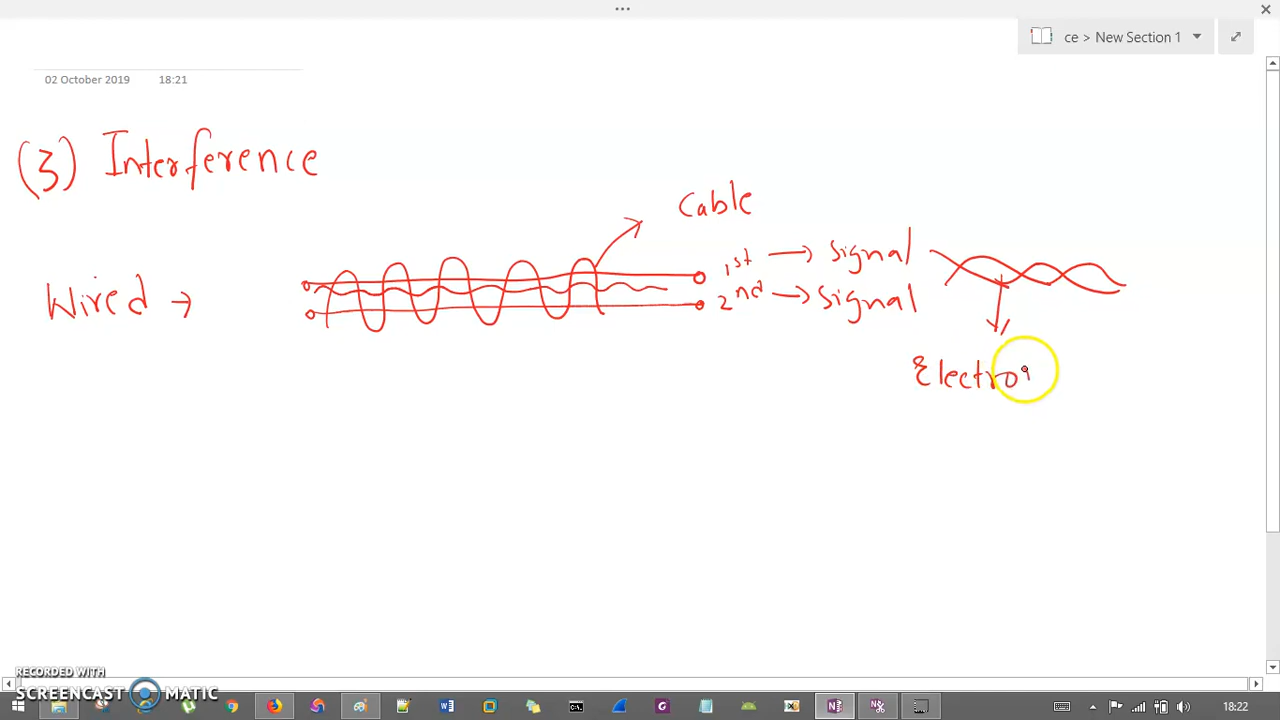 ce > New Section 1
02 October 2019 18:21
(3) Interference
Cable
Wired →
1st → Signal
2nd → Signal
Electro
RECORDED WITH
SCREENCAST MATIC
18:22